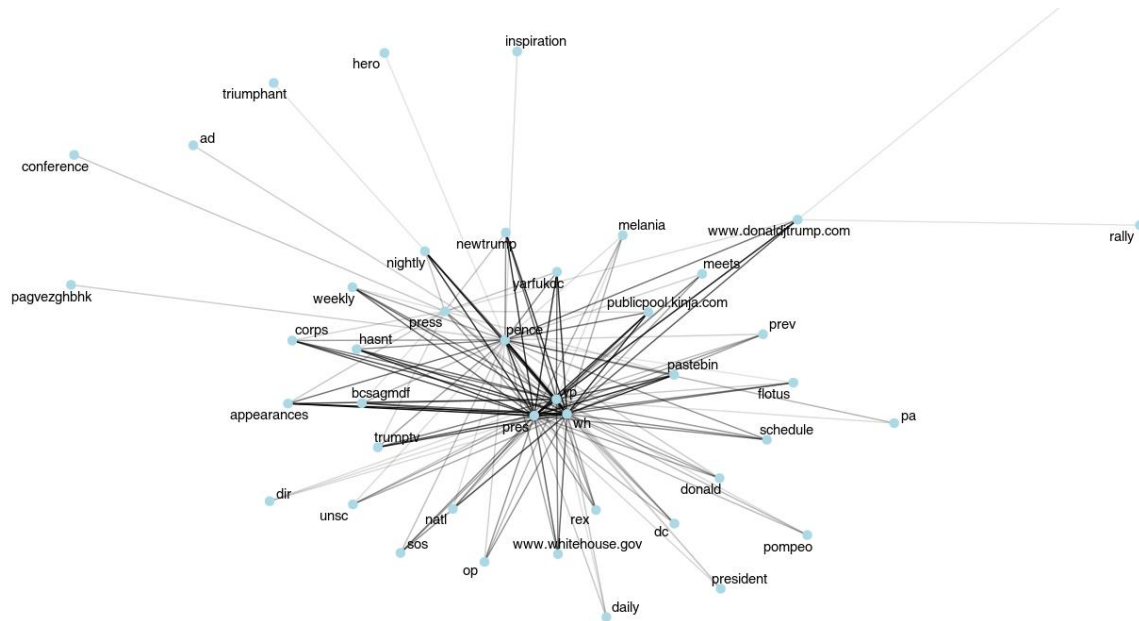 inspiration
hero
triumphant
ad
conference
melania
www.donaldjtrump.com
newtrump
rally
nightly
meets
yarfukdc
pagvezghbhk
weekly
publicpool.kinja.com
press
pence
corps
hasnt
prev
pastebin
flotus
bcsagmdf
vp
appearances
pa
pres
wh
trumptv
schedule
donald
dir
unsc
natl
rex
dc
sos
www.whitehouse.gov
pompeo
op
president
daily